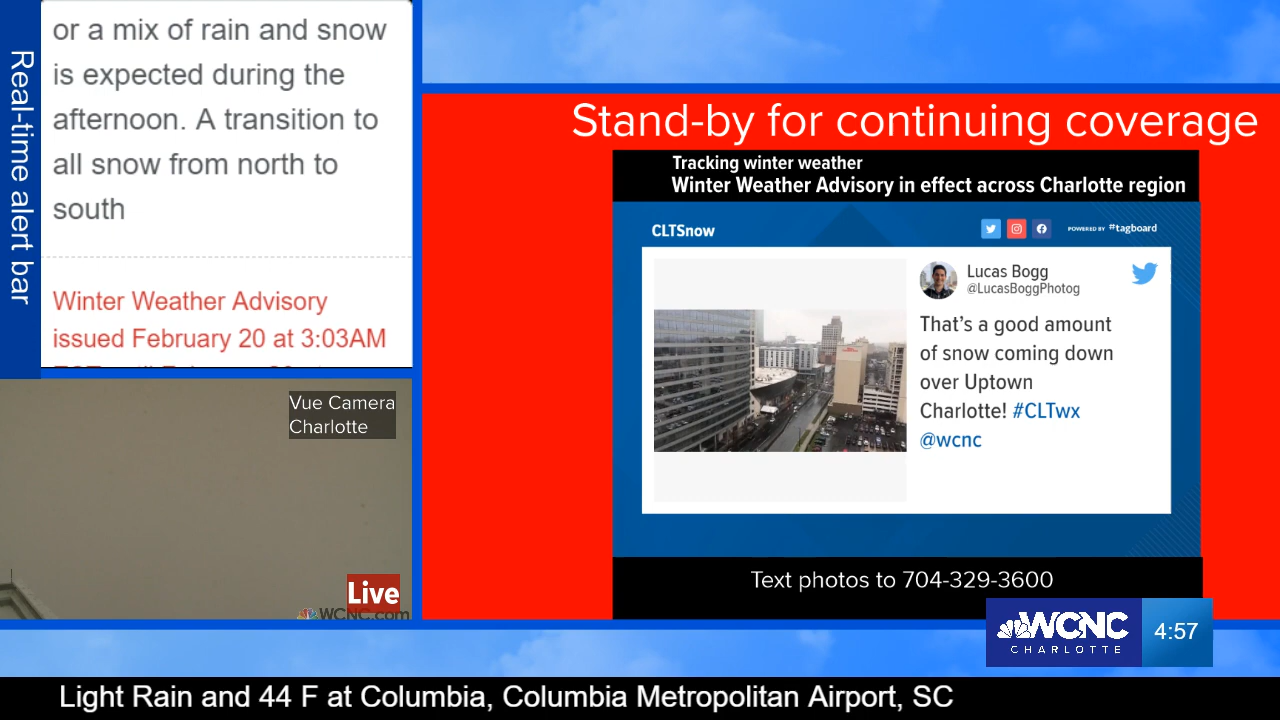 Real-time alert bar
or a mix of rain and snow
is expected during the
afternoon. A transition to
all snow from north to
south
Winter Weather Advisory
issued February 20 at 3:03AM
Vue Camera
Charlotte
Live
WCNC.com
Stand-by for continuing coverage
Tracking winter weather
Winter Weather Advisory in effect across Charlotte region
CLTSnow
POWERED BY #tagboard
Lucas Bogg
@LucasBoggPhotog
That's a good amount
of snow coming down
over Uptown
Charlotte! #CLTwx
@wcnc
Text photos to 704-329-3600
WCNC
CHARLOTTE
4:57
Light Rain and 44 F at Columbia, Columbia Metropolitan Airport, SC